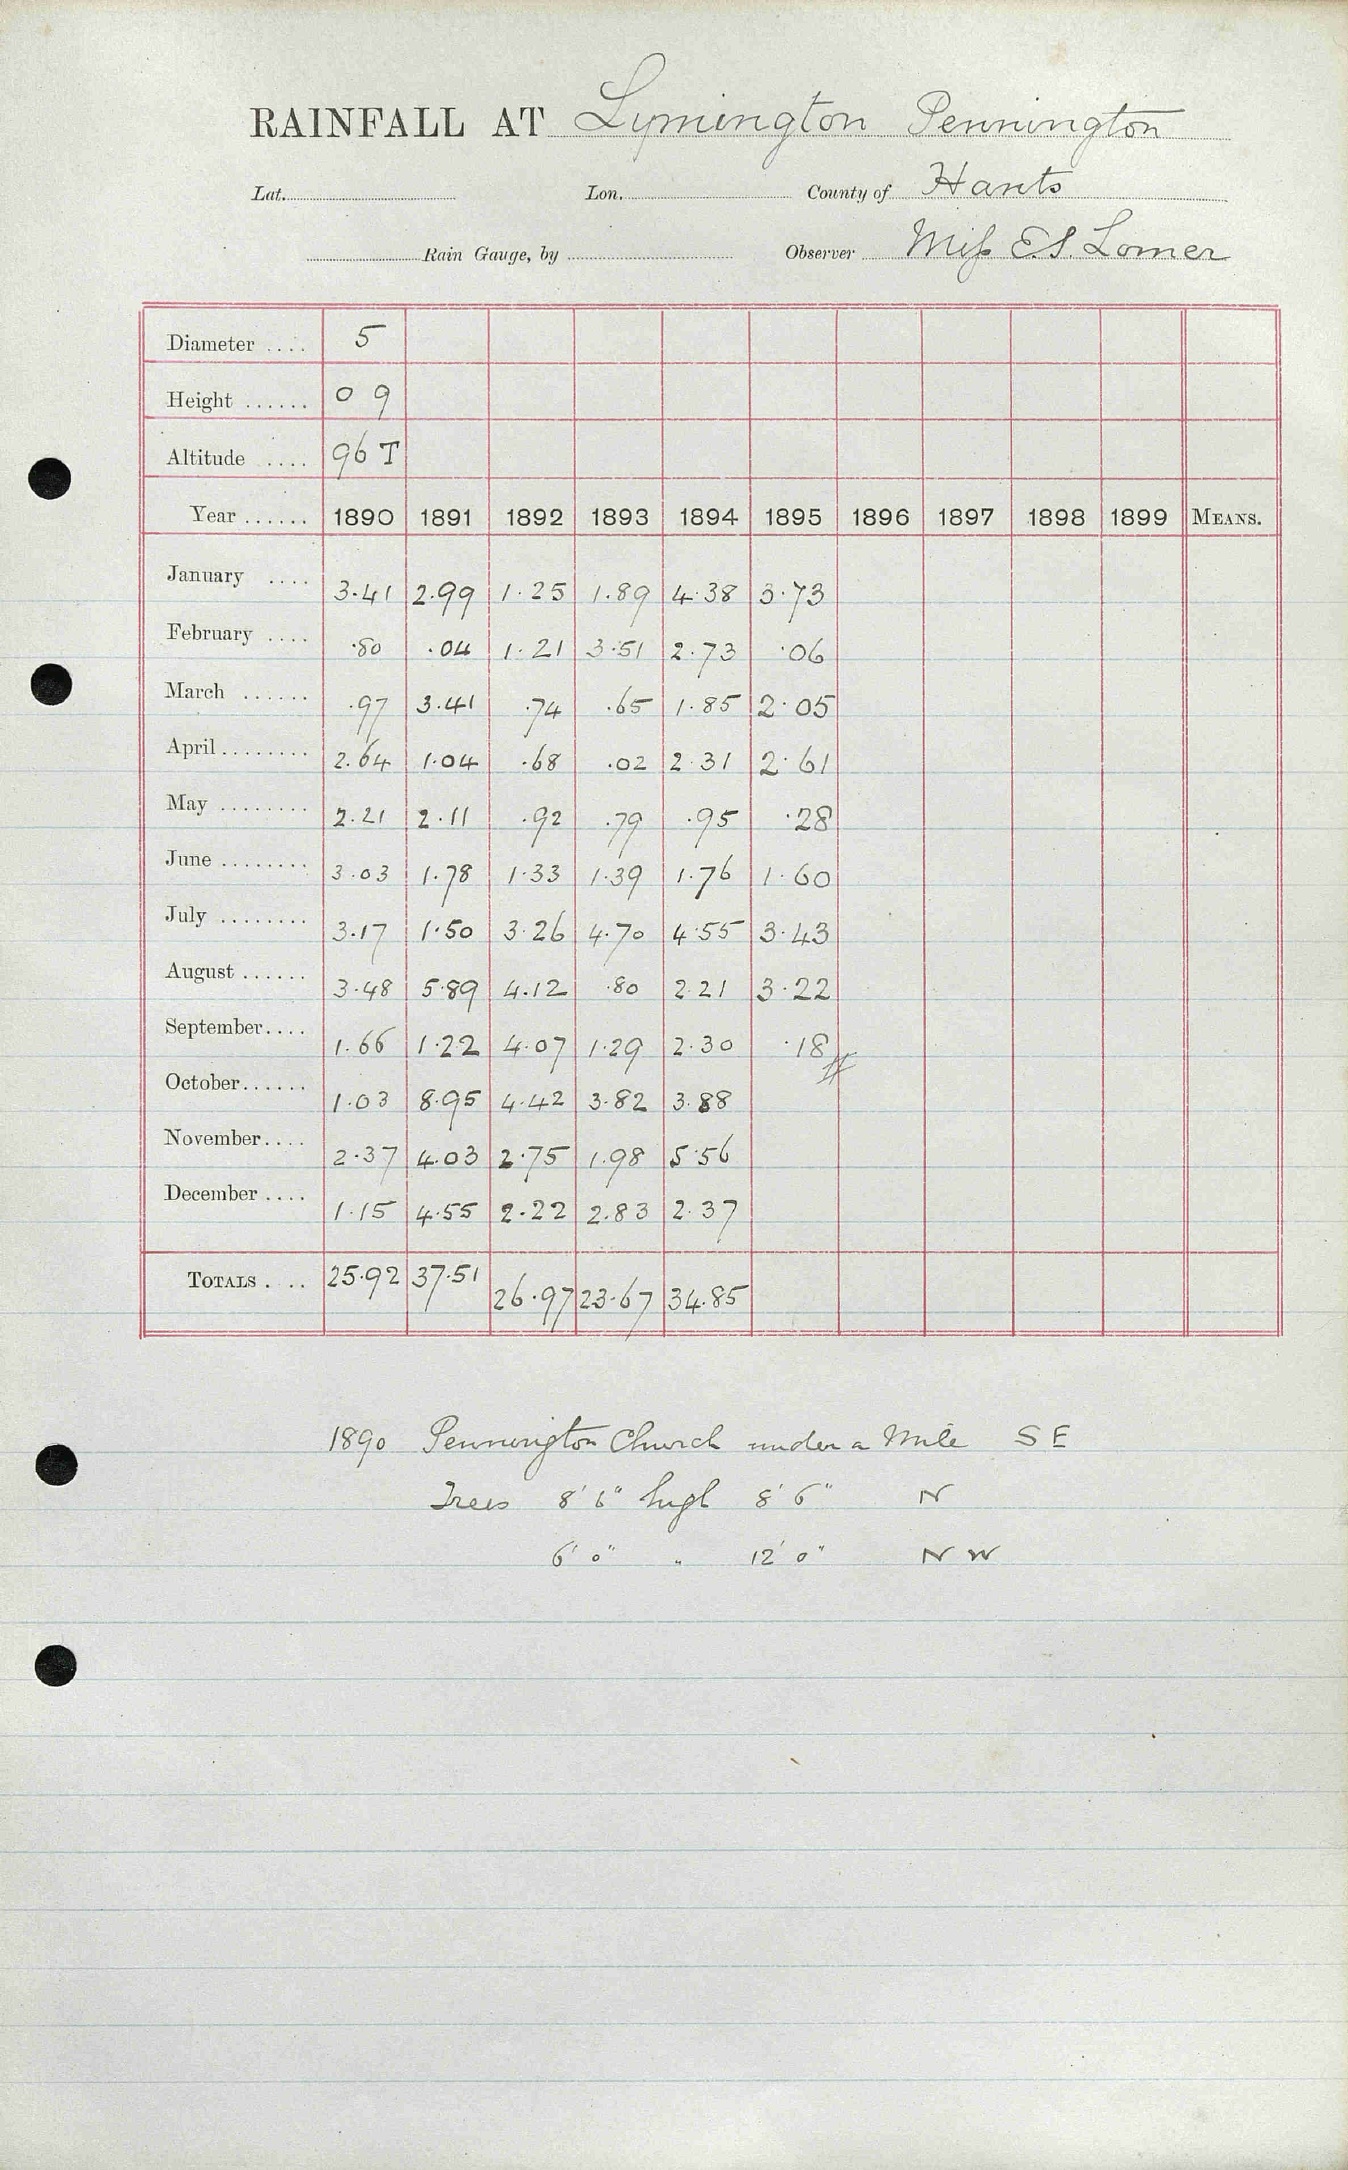 RAINFALL AT Lymington Pennington
Lat. Lon. County of Hants
Rain Gauge, by Observer Miss E.S. Lomer
Diameter .... 5
Height ...... 0 9
Altitude .... 96 T
Year ...... 1890 1891 1892 1893 1894 1895 1896 1897 1898 1899 MEANS.
January .... 3.41 2.99 1.25 1.89 4.38 3.73
February .... .80 .04 1.21 3.51 2.73 .06
March ...... .97 3.41 .74 .65 1.85 2.05
April ........ 2.64 1.04 .68 .02 2.31 2.61
May ........ 2.21 2.11 .92 .79 .95 .28
June ........ 3.03 1.78 1.33 1.39 1.76 1.60
July ........ 3.17 1.50 3.26 4.70 4.55 3.43
August ...... 3.48 5.89 4.12 .80 2.21 3.22
September.... 1.66 1.22 4.07 1.29 2.30 .18 #
October...... 1.03 8.95 4.42 3.82 3.88
November.... 2.37 4.03 2.75 1.98 5.56
December .... 1.15 4.55 2.22 2.83 2.37
TOTALS . .. 25.92 37.51 26.97 23.67 34.85
1890 Pennington Church under a Mile S E
Trees 8' 6" high 8' 6" N
6' 0" " 12' 0" N W